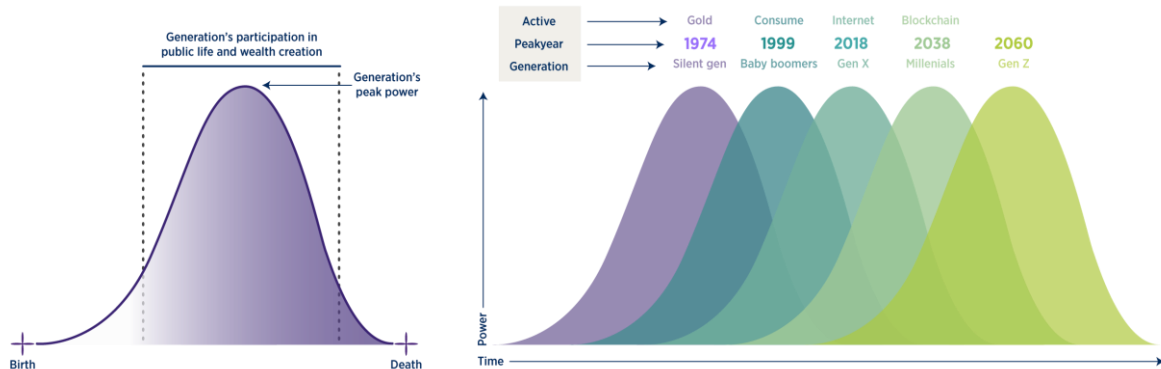 Generation's participation in
public life and wealth creation
Generation's
peak power
Birth
Death
Active
Gold
Consume
Internet
Blockchain
Peakyear
1974
1999
2018
2038
2060
Generation
Silent gen
Baby boomers
Gen X
Millenials
Gen Z
Power
Time